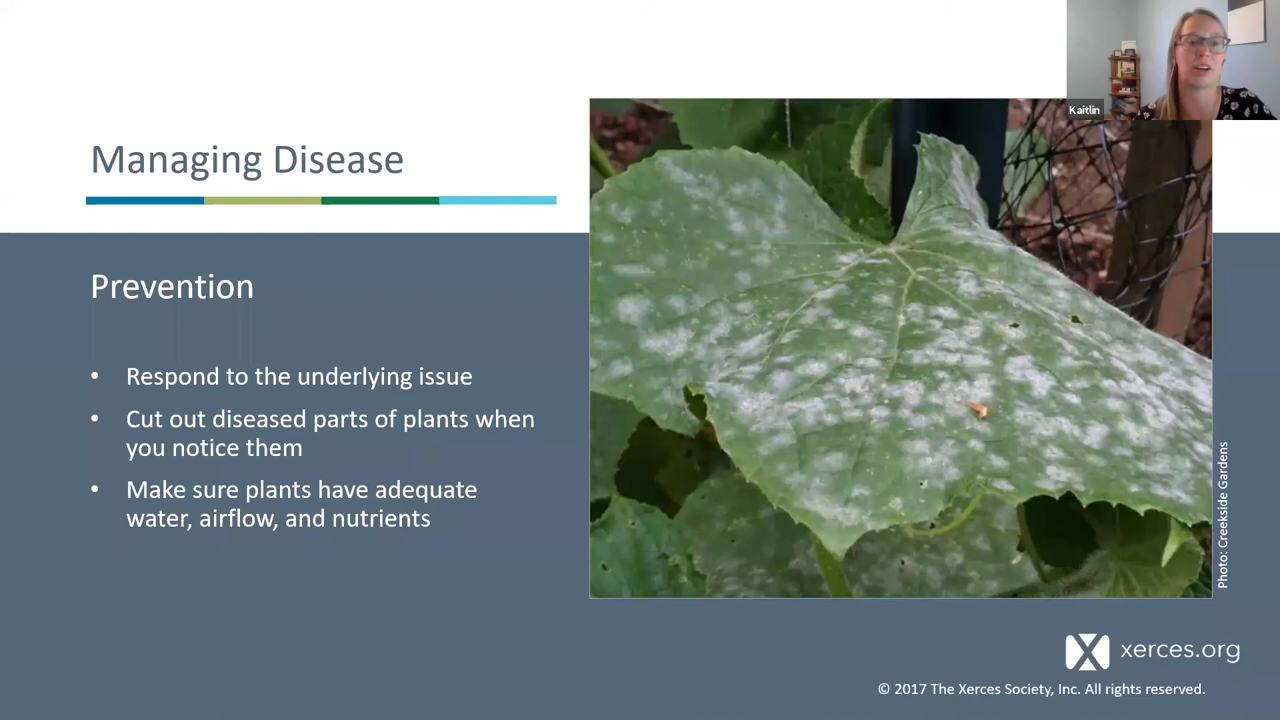 Kaitlin
Managing Disease
Prevention
• Respond to the underlying issue
• Cut out diseased parts of plants when
you notice them
• Make sure plants have adequate
water, airflow, and nutrients
Photo: Creekside Gardens
xerces.org
© 2017 The Xerces Society, Inc. All rights reserved.